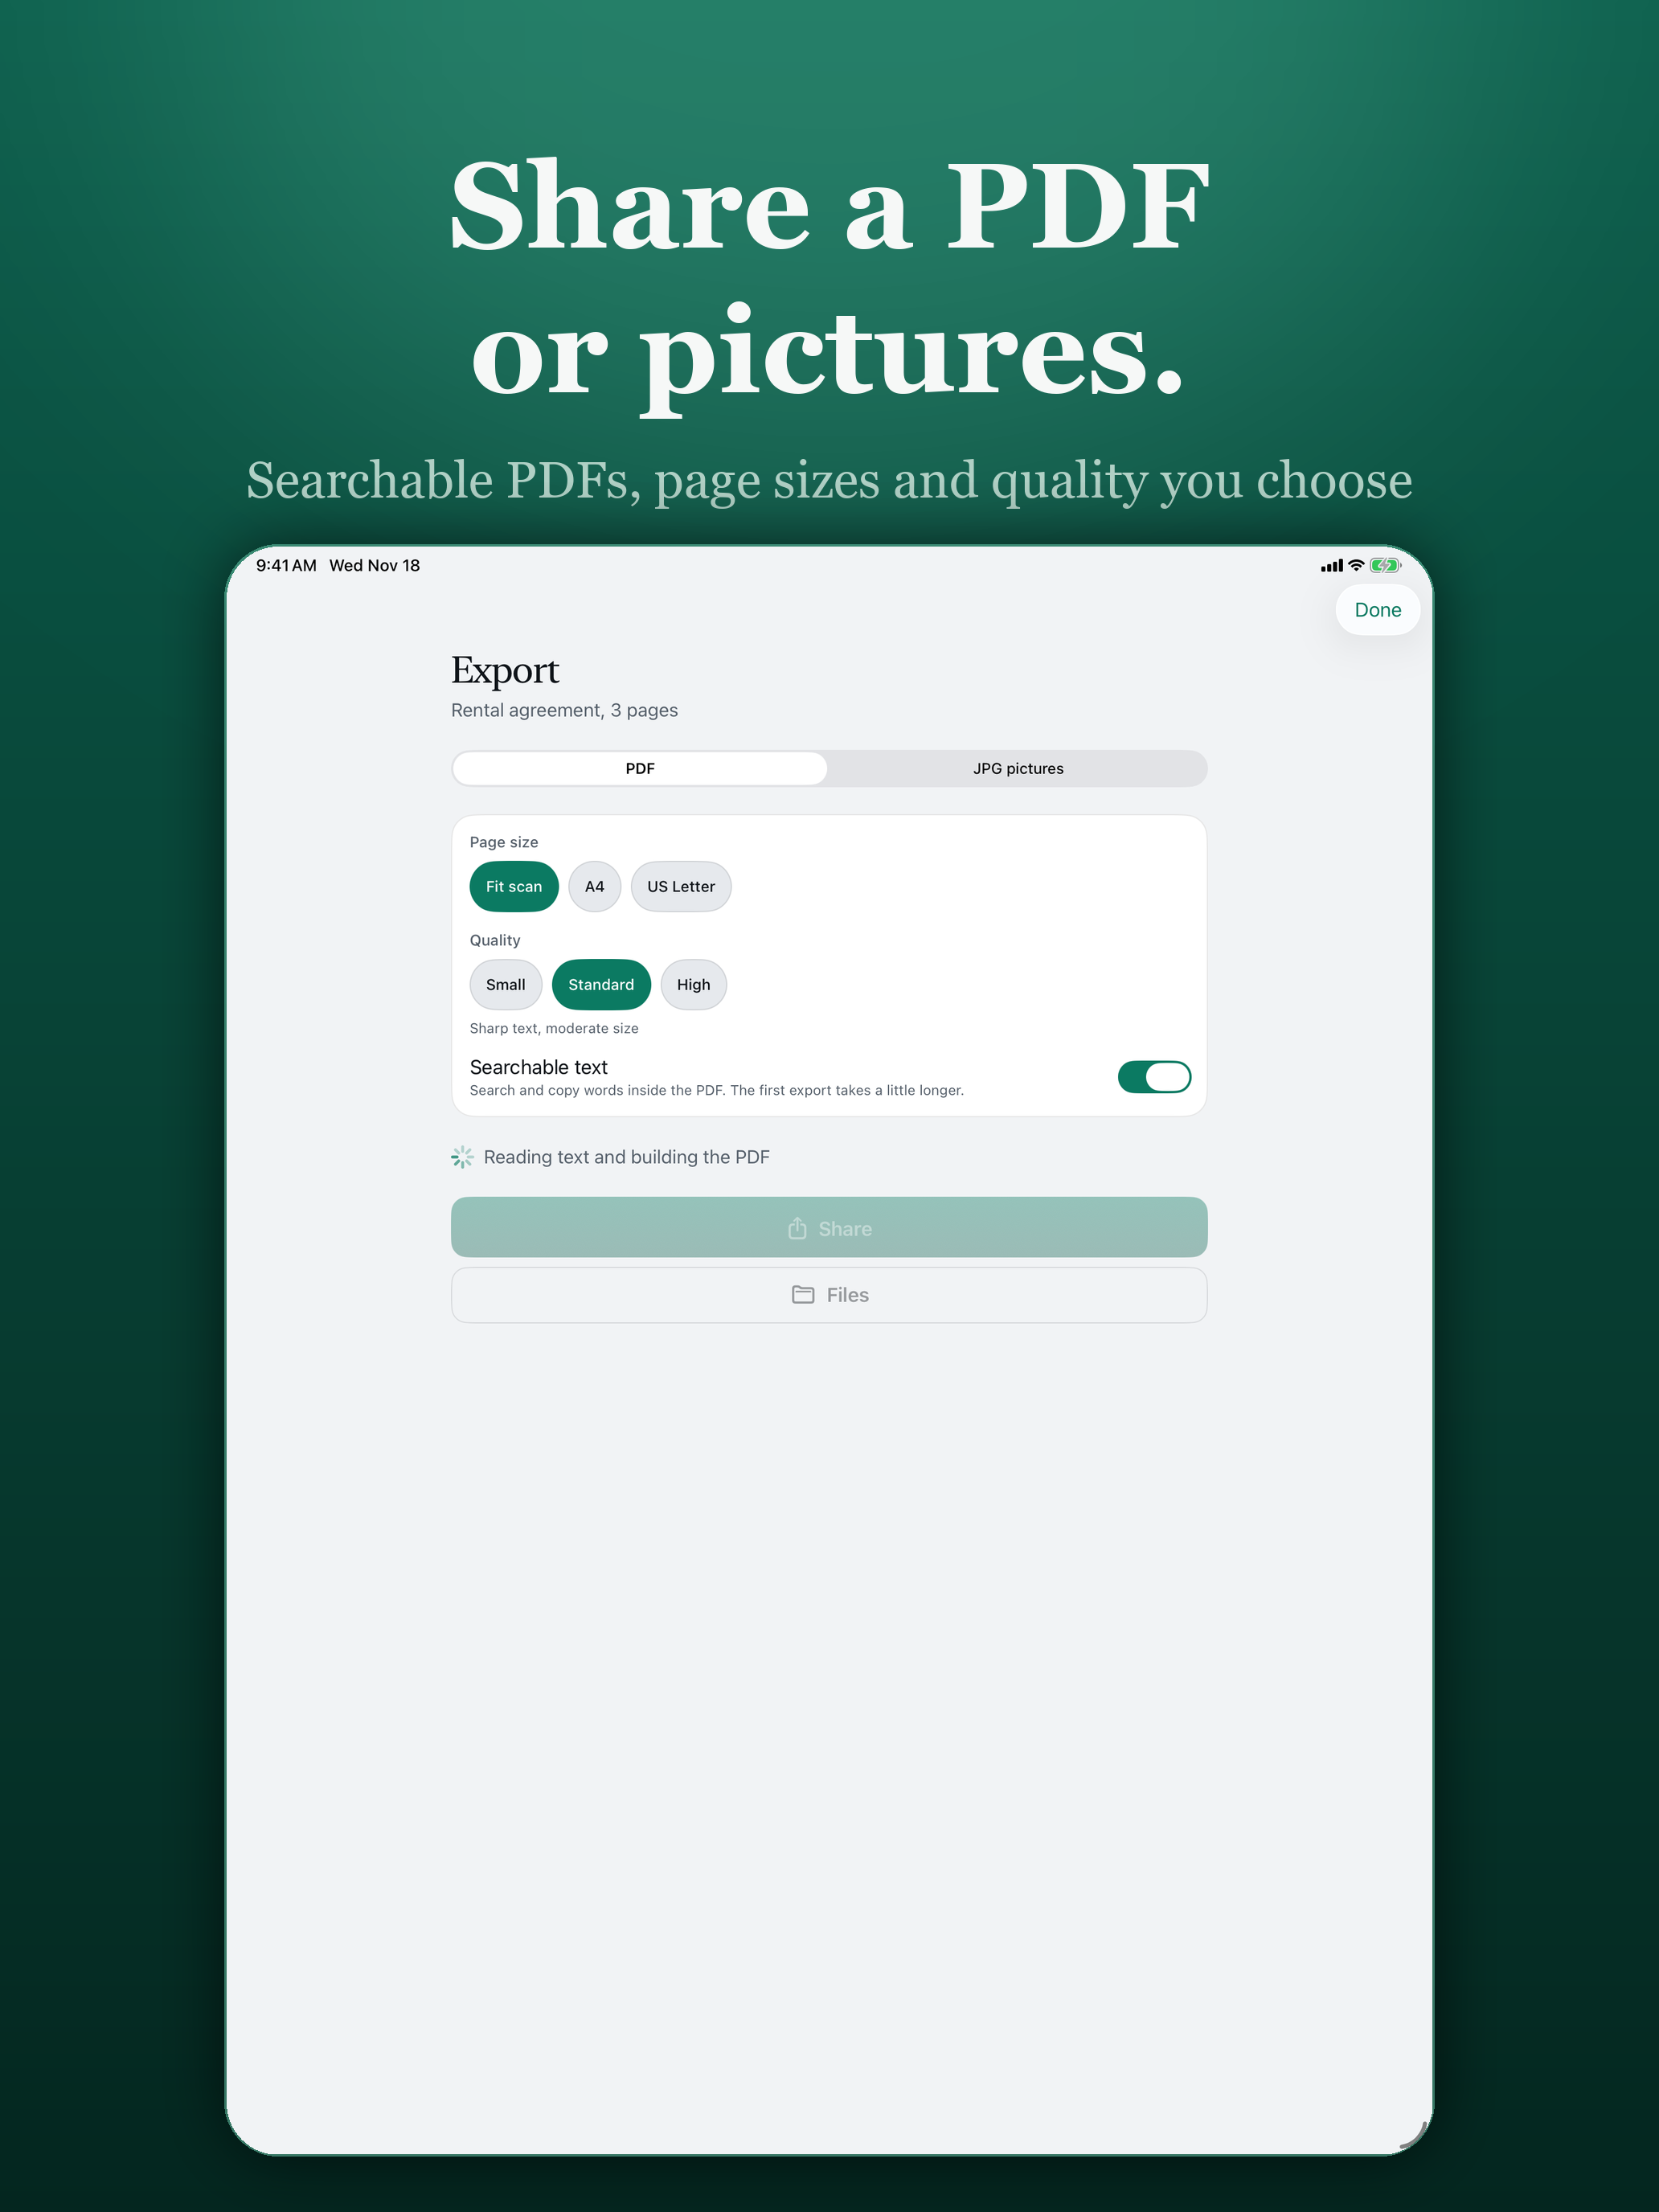 Share a PDF
or pictures.
Searchable PDFs, page sizes and quality you choose
9:41 AM Wed Nov 18
Done
Export
Rental agreement, 3 pages
PDF JPG pictures
Page size
Fit scan A4 US Letter
Quality
Small Standard High
Sharp text, moderate size
Searchable text
Search and copy words inside the PDF. The first export takes a little longer.
Reading text and building the PDF
Share
Files